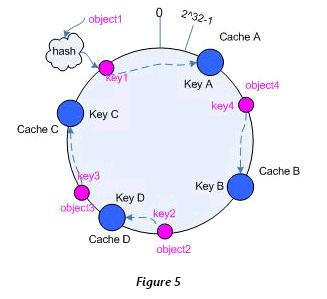 object1
0
2^32-1
Cache A
hash
key1
Key A
object4
key4
Key C
Cache C
Cache B
Key B
key3
object3
Key D
key2
Cache D
object2
Figure 5